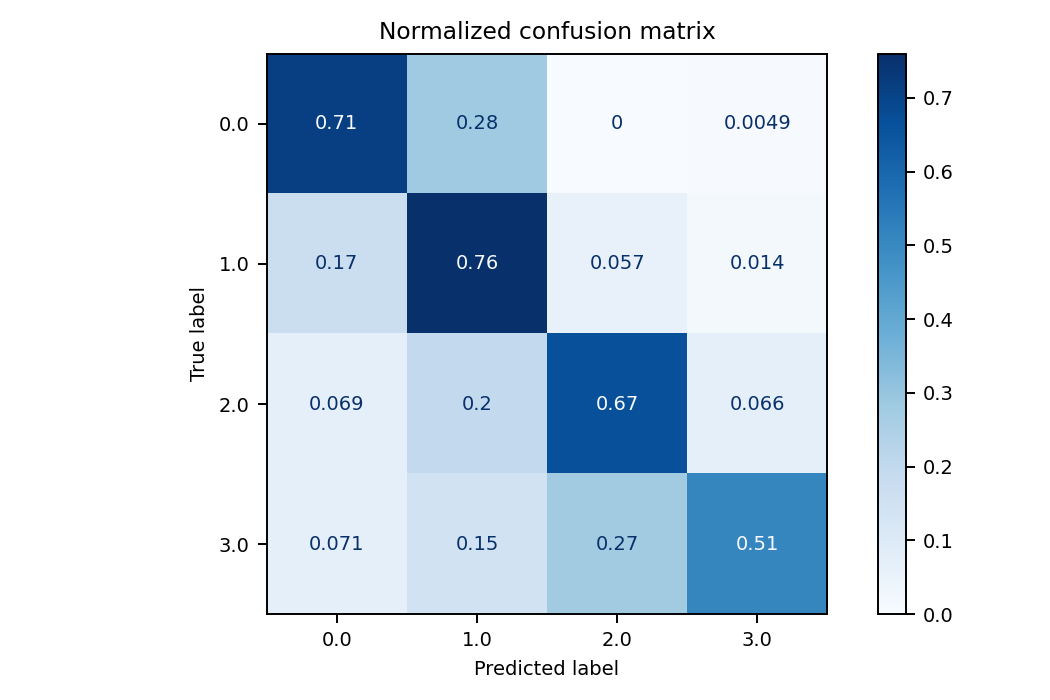 Normalized confusion matrix
True label
0.0 0.71 0.28 0 0.0049
1.0 0.17 0.76 0.057 0.014
2.0 0.069 0.2 0.67 0.066
3.0 0.071 0.15 0.27 0.51
0.0 1.0 2.0 3.0
Predicted label
0.7
0.6
0.5
0.4
0.3
0.2
0.1
0.0